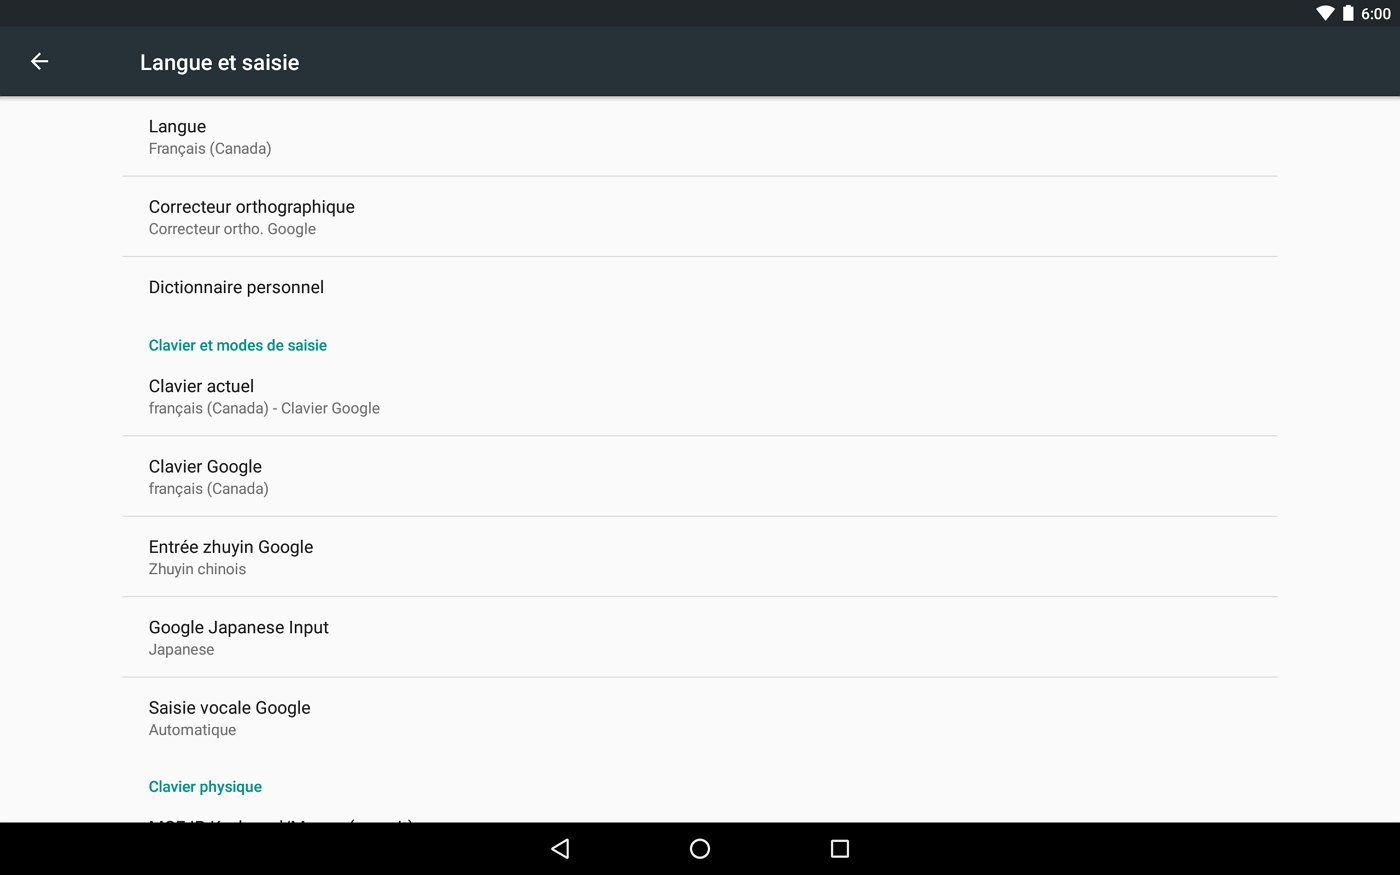 6:00
Langue et saisie
Langue
Français (Canada)
Correcteur orthographique
Correcteur ortho. Google
Dictionnaire personnel
Clavier et modes de saisie
Clavier actuel
français (Canada) - Clavier Google
Clavier Google
français (Canada)
Entrée zhuyin Google
Zhuyin chinois
Google Japanese Input
Japanese
Saisie vocale Google
Automatique
Clavier physique